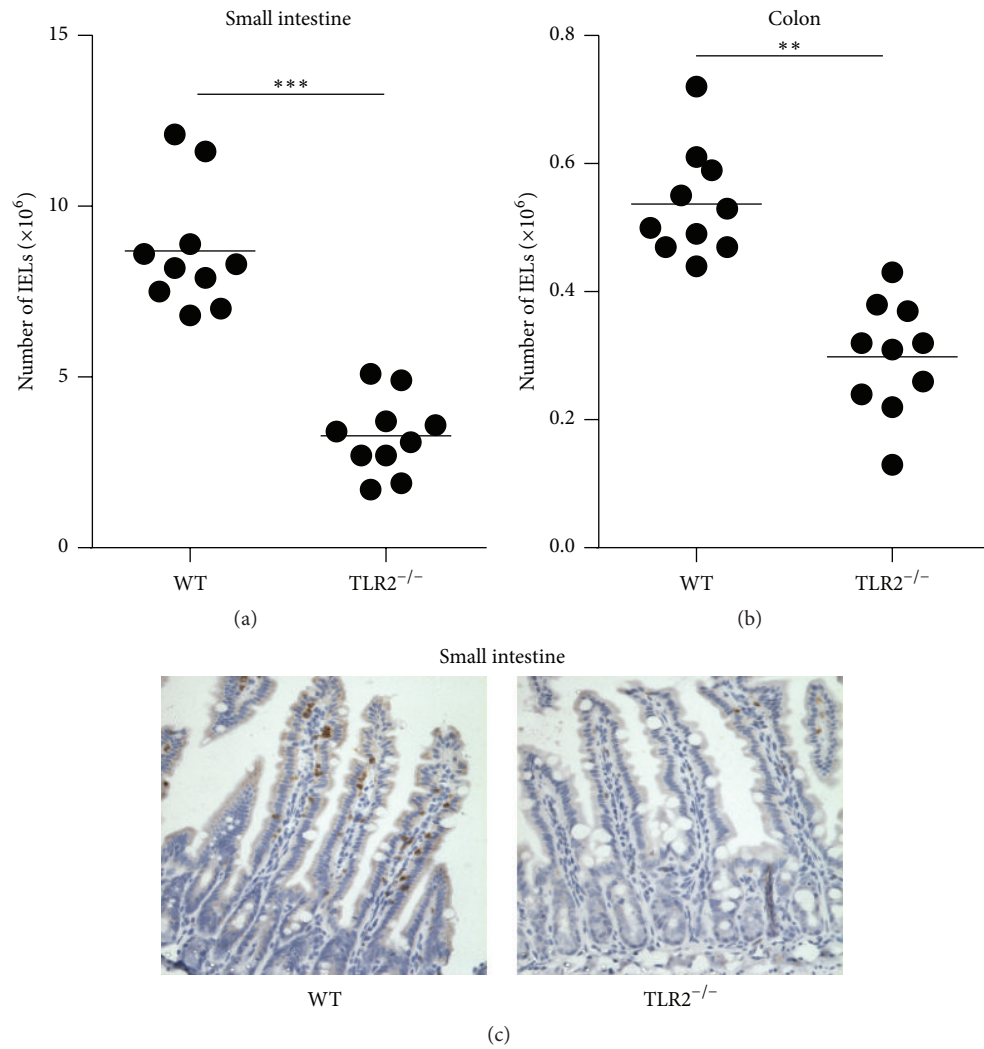 Small intestine
15
10
5
0
Number of IELs (×10⁶)
***
WT
TLR2⁻/⁻
(a)
Colon
0.8
0.6
0.4
0.2
0.0
Number of IELs (×10⁶)
**
WT
TLR2⁻/⁻
(b)
Small intestine
WT
TLR2⁻/⁻
(c)